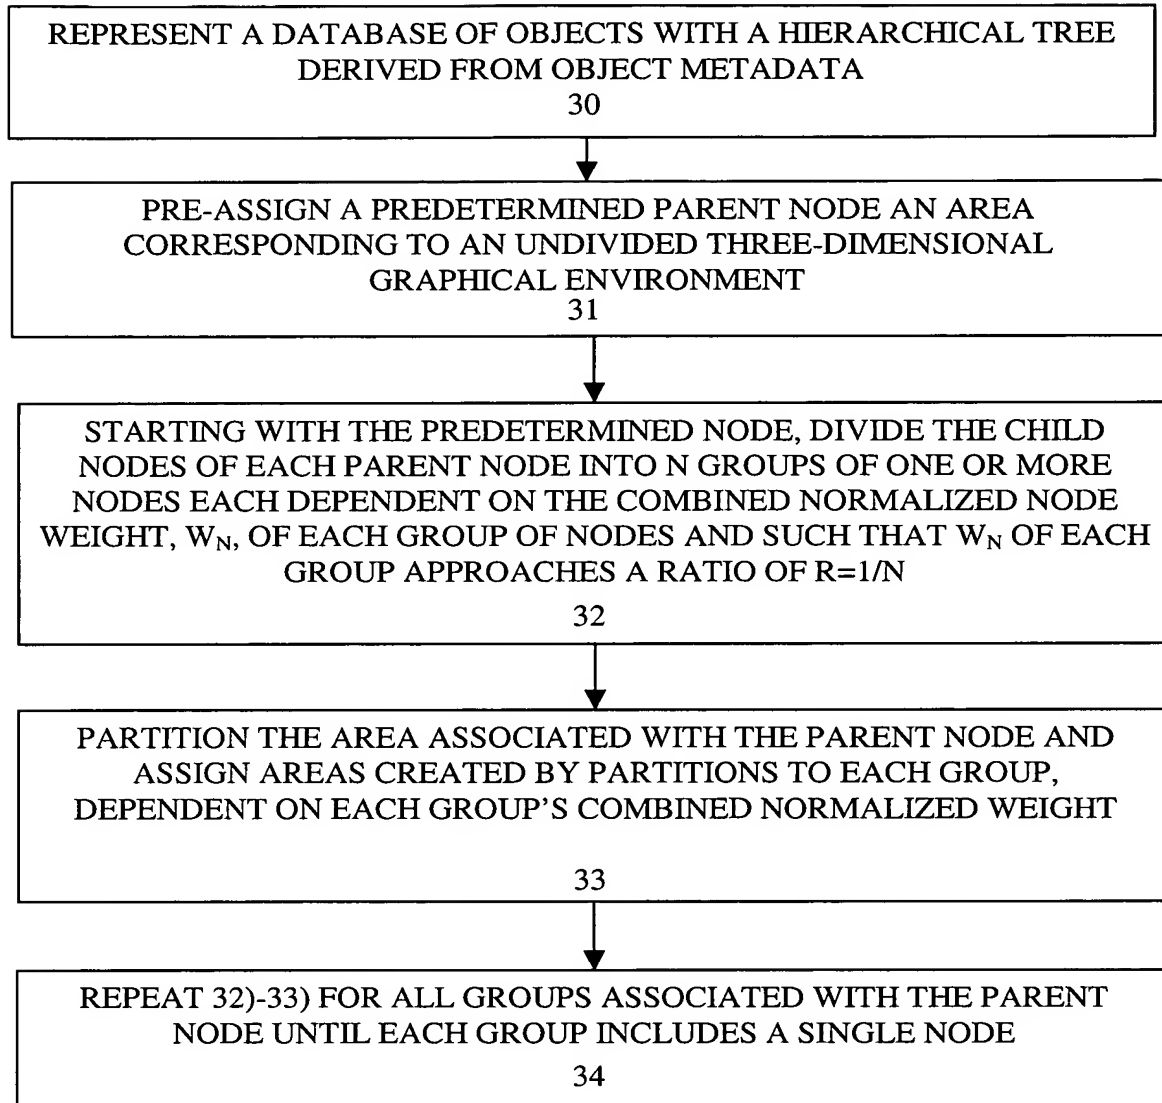 REPRESENT A DATABASE OF OBJECTS WITH A HIERARCHICAL TREE
DERIVED FROM OBJECT METADATA
30
PRE-ASSIGN A PREDETERMINED PARENT NODE AN AREA
CORRESPONDING TO AN UNDIVIDED THREE-DIMENSIONAL
GRAPHICAL ENVIRONMENT
31
STARTING WITH THE PREDETERMINED NODE, DIVIDE THE CHILD
NODES OF EACH PARENT NODE INTO N GROUPS OF ONE OR MORE
NODES EACH DEPENDENT ON THE COMBINED NORMALIZED NODE
WEIGHT, W_N, OF EACH GROUP OF NODES AND SUCH THAT W_N OF EACH
GROUP APPROACHES A RATIO OF R=1/N
32
PARTITION THE AREA ASSOCIATED WITH THE PARENT NODE AND
ASSIGN AREAS CREATED BY PARTITIONS TO EACH GROUP,
DEPENDENT ON EACH GROUP'S COMBINED NORMALIZED WEIGHT
33
REPEAT 32)-33) FOR ALL GROUPS ASSOCIATED WITH THE PARENT
NODE UNTIL EACH GROUP INCLUDES A SINGLE NODE
34